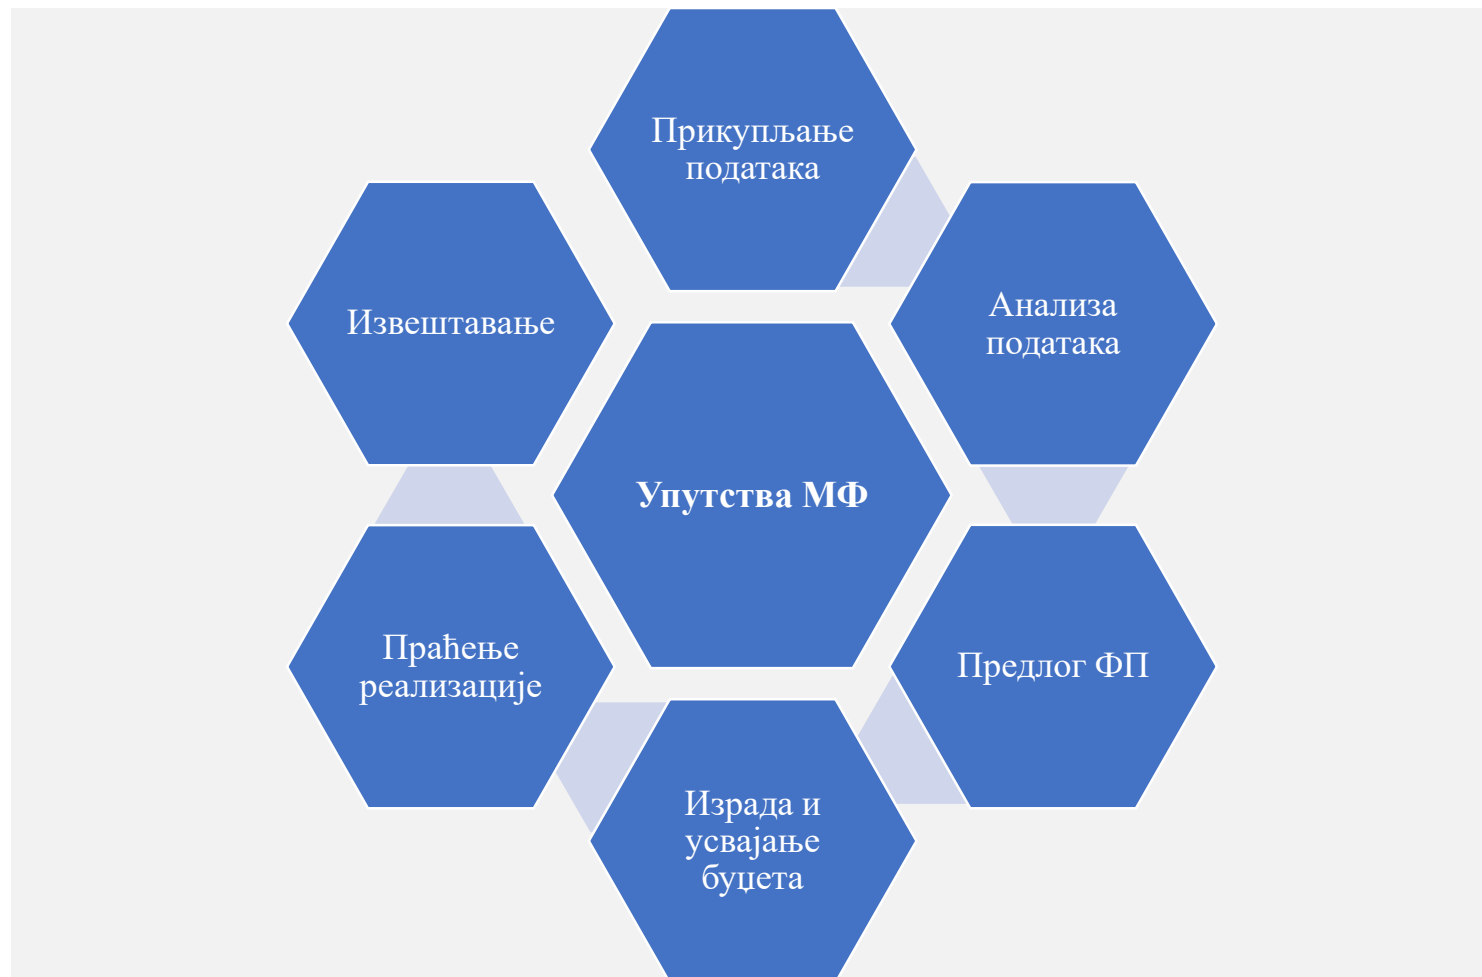 Прикупљање
података
Анализа
података
Предлог ФП
Израда и
усвајање
буџета
Праћење
реализације
Извештавање
Упутства МФ